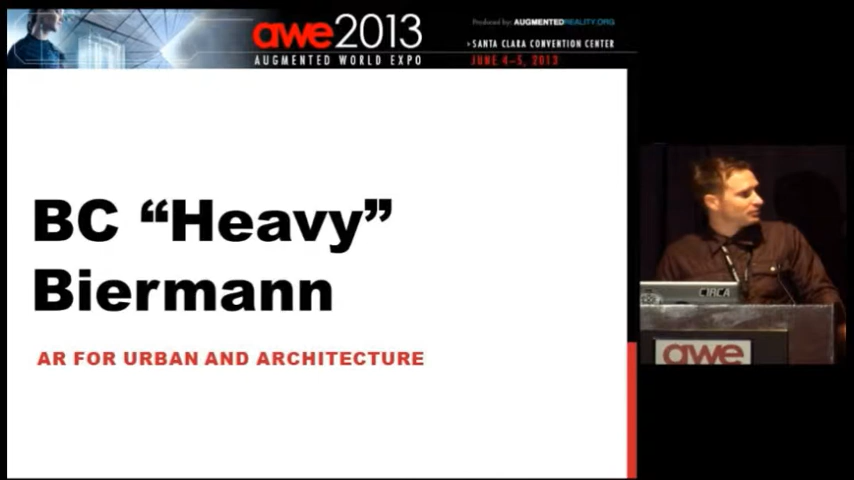 awe2013
AUGMENTED WORLD EXPO
Produced by: AUGMENTEDREALITY.ORG
> SANTA CLARA CONVENTION CENTER
JUNE 4–5, 2013
BC “Heavy”
Biermann
AR FOR URBAN AND ARCHITECTURE
CIRCA
awe